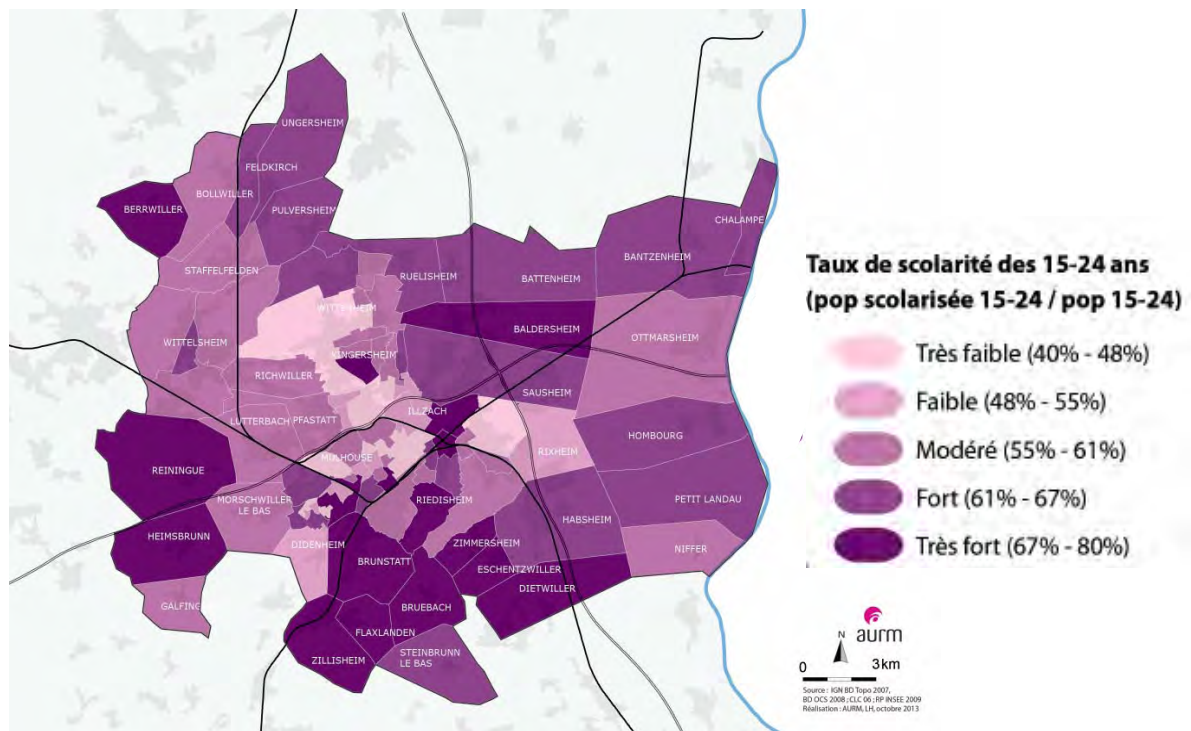 UNGERSHEIM
FELDKIRCH
BOLLWILLER
BERRWILLER
PULVERSHEIM
CHALAMPE
BANTZENHEIM
STAFFELFELDEN
RUELISHEIM
BATTENHEIM
WITTENHEIM
BALDERSHEIM
OTTMARSHEIM
WITTELSHEIM
KINGERSHEIM
RICHWILLER
SAUSHEIM
ILLZACH
LUTTERBACH
PFASTATT
HOMBOURG
RIXHEIM
MULHOUSE
REININGUE
MORSCHWILLER
LE BAS
RIEDISHEIM
PETIT LANDAU
HABSHEIM
HEIMSBRUNN
DIDENHEIM
ZIMMERSHEIM
NIFFER
BRUNSTATT
ESCHENTZWILLER
DIETWILLER
GALFING
BRUEBACH
FLAXLANDEN
STEINBRUNN
LE BAS
ZILLISHEIM
Taux de scolarité des 15-24 ans
(pop scolarisée 15-24 / pop 15-24)
Très faible (40% - 48%)
Faible (48% - 55%)
Modéré (55% - 61%)
Fort (61% - 67%)
Très fort (67% - 80%)
N
aurm
0 3 km
Source : IGN BD Topo 2007,
BD OCS 2008 ; CLC 06 ; RP INSEE 2009
Réalisation : AURM, LH, octobre 2013